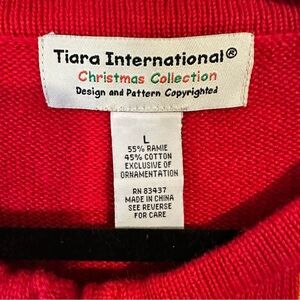 Tiara International®
Christmas Collection
Design and Pattern Copyrighted
L
55% RAMIE
45% COTTON
EXCLUSIVE OF
ORNAMENTATION
RN 83437
MADE IN CHINA
SEE REVERSE
FOR CARE